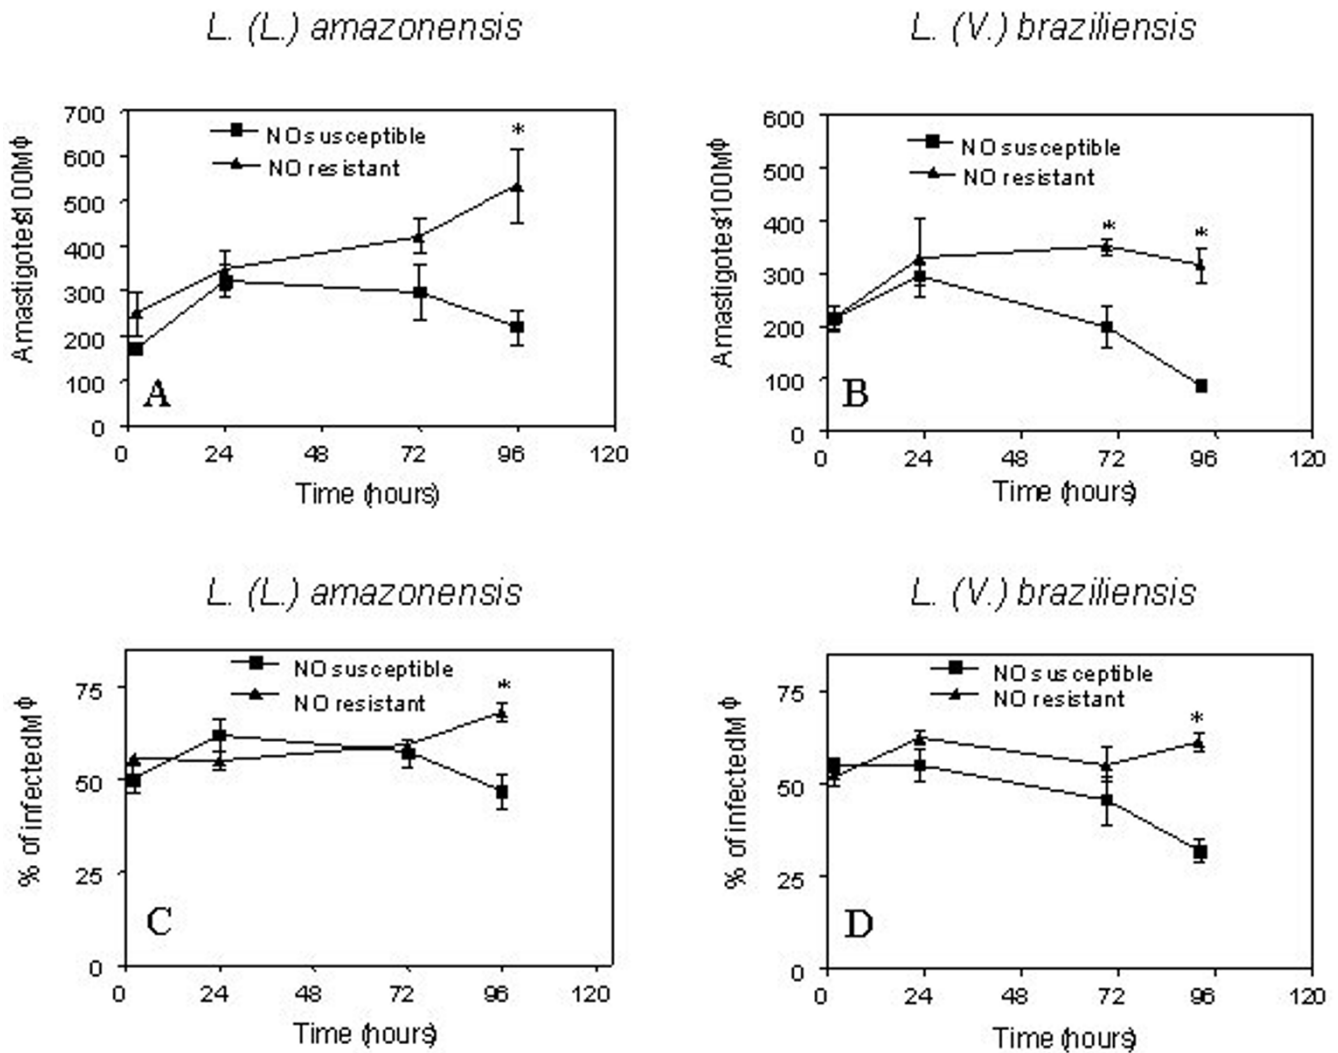 L. (L.) amazonensis
700
600
500
400
300
200
100
0
Amastigotes/100MΦ
NO susceptible
NO resistant
*
A
0 24 48 72 96 120
Time (hours)
L. (V.) braziliensis
600
500
400
300
200
100
0
Amastigotes/100MΦ
NO susceptible
NO resistant
* *
B
0 24 48 72 96 120
Time (hours)
L. (L.) amazonensis
75
50
25
0
% of infected MΦ
NO susceptible
NO resistant
*
C
0 24 48 72 96 120
Time (hours)
L. (V.) braziliensis
75
50
25
0
% of infected MΦ
NO susceptible
NO resistant
*
D
0 24 48 72 96 120
Time (hours)